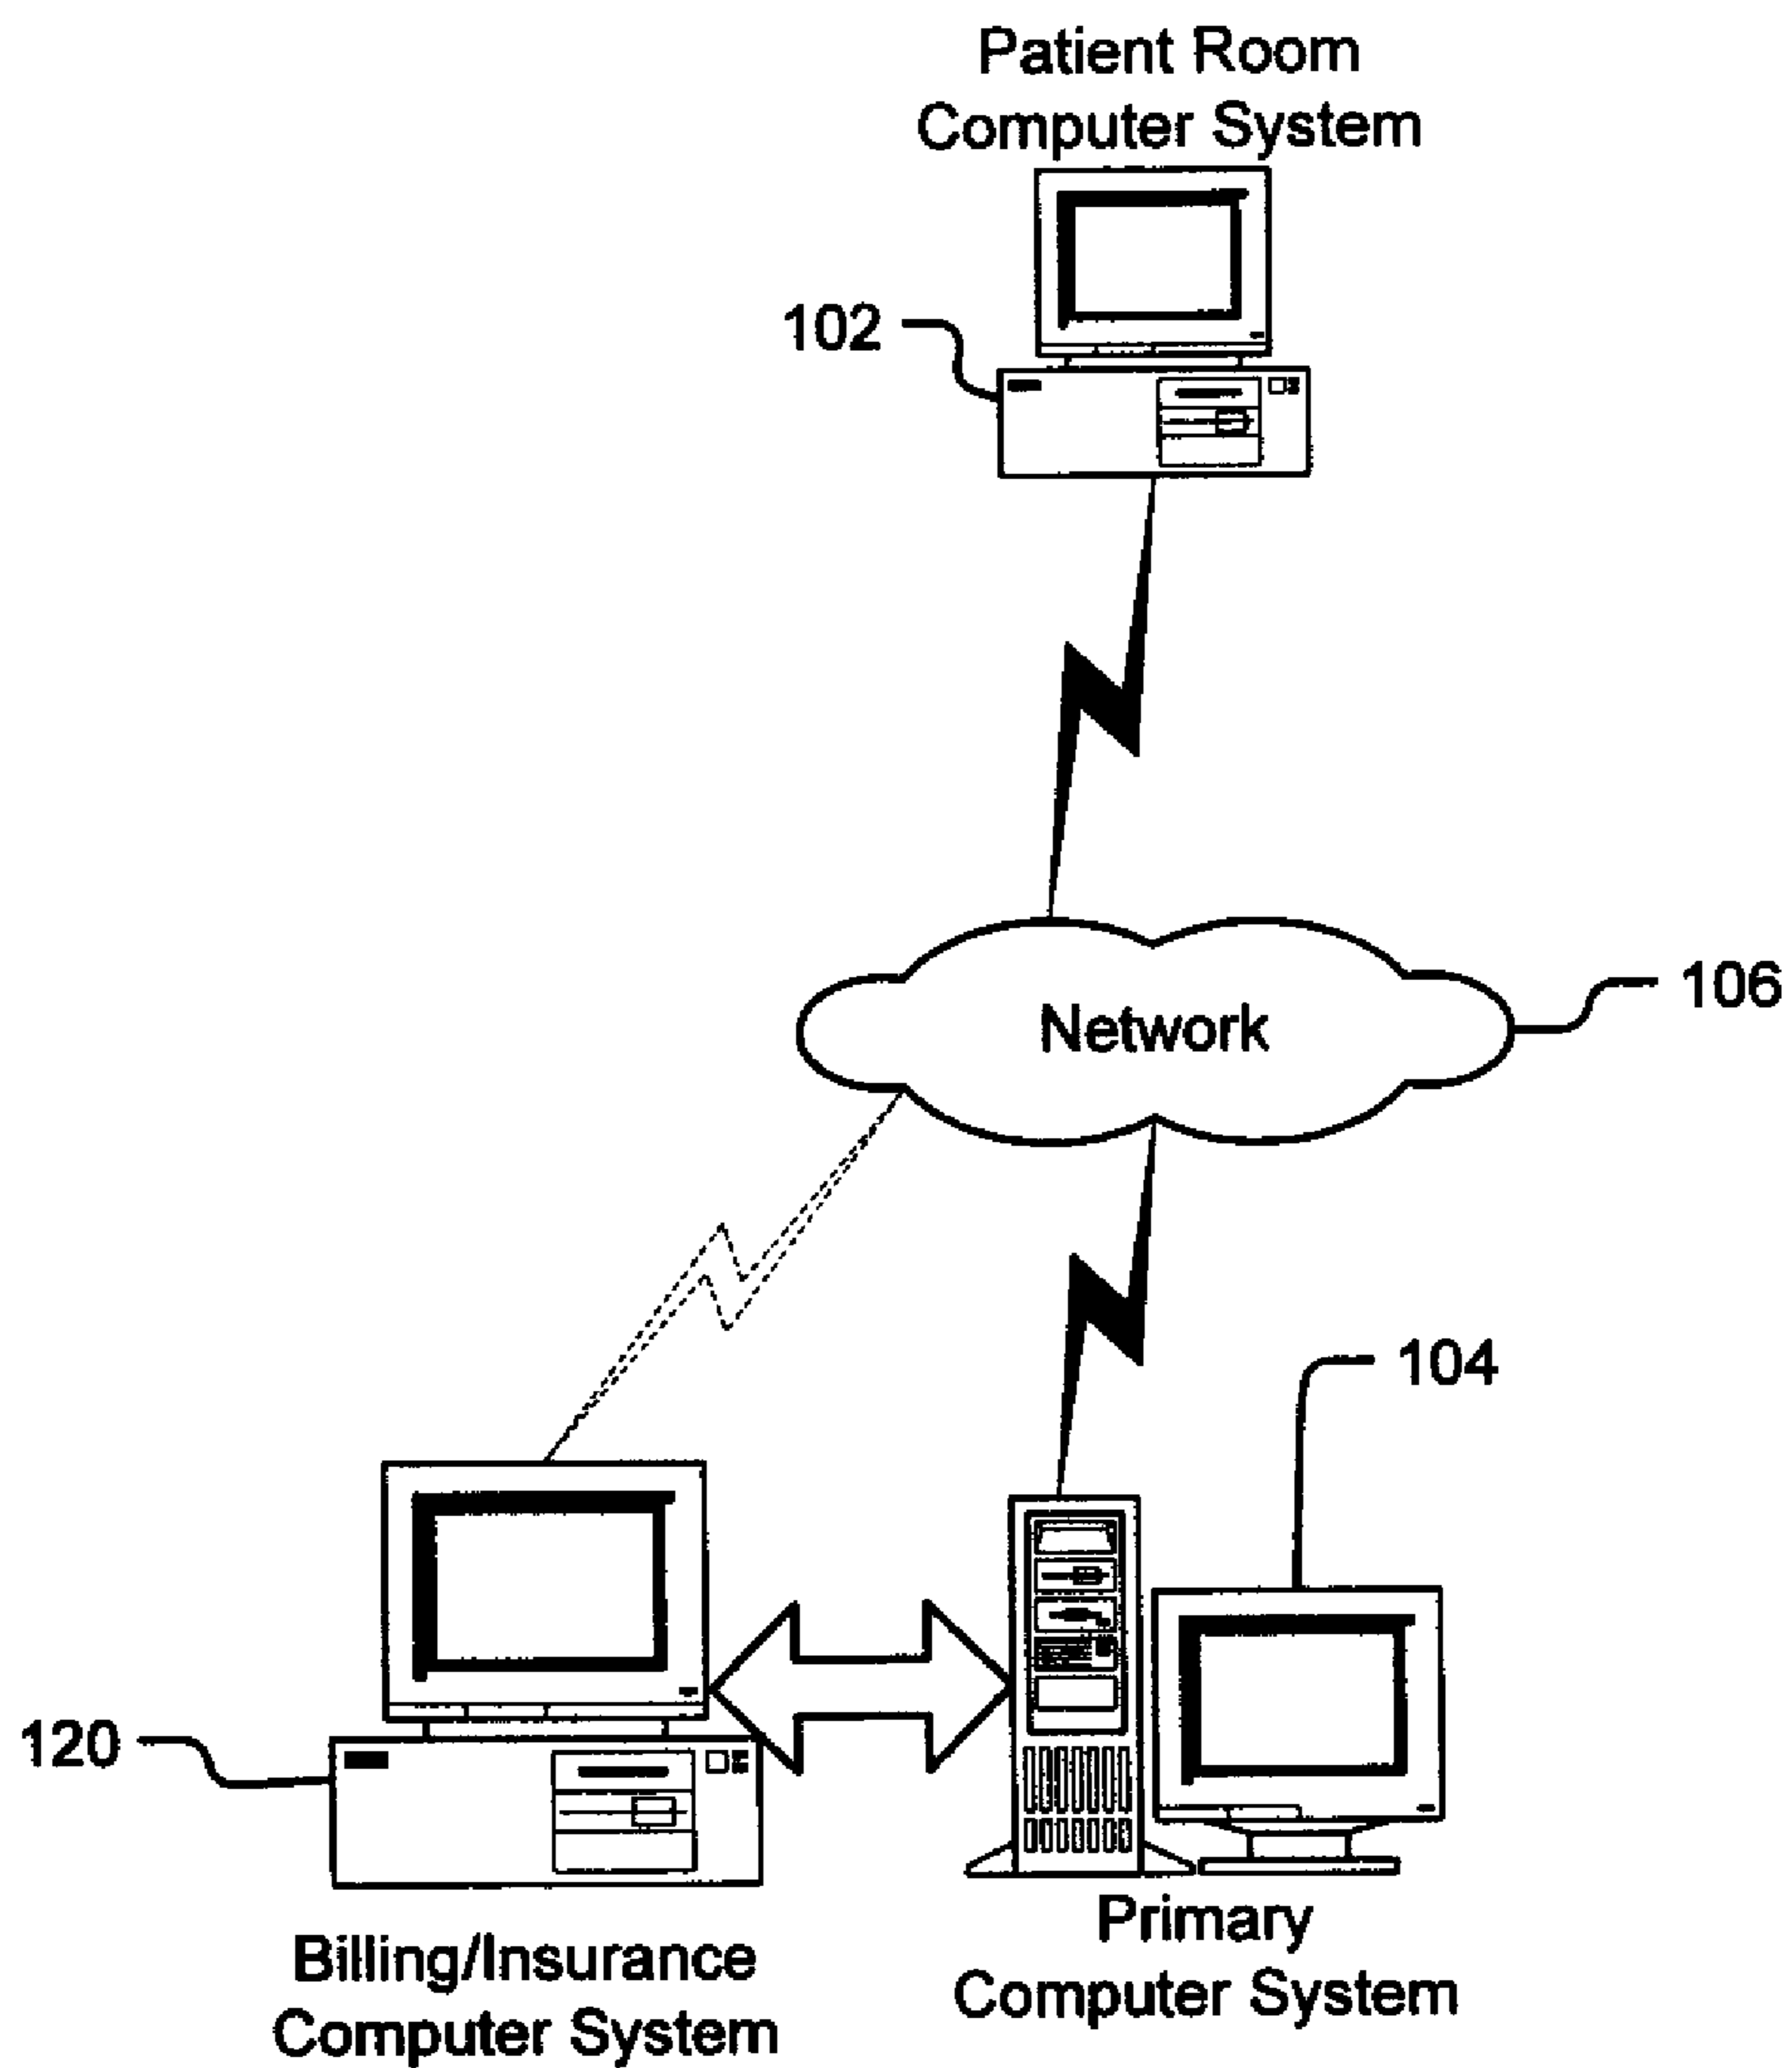 Patient Room
Computer System
102
Network
106
104
120
Primary
Computer System
Billing/Insurance
Computer System